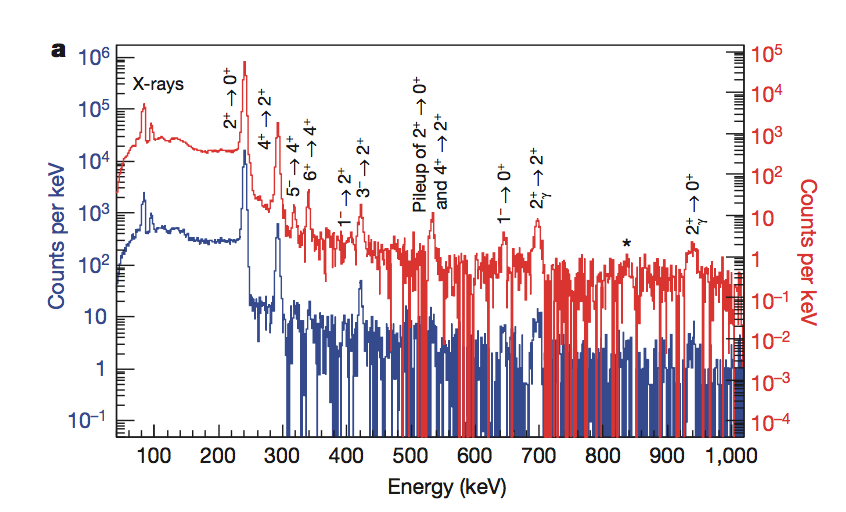 a
10⁶
10⁵
10⁴
10³
10²
10
1
10⁻¹
Counts per keV
X-rays
2⁺ → 0⁺
4⁺ → 2⁺
5⁻ → 4⁺
6⁺ → 4⁺
1⁻ → 2⁺
3⁻ → 2⁺
Pileup of 2⁺ → 0⁺
and 4⁺ → 2⁺
1⁻ → 0⁺
2⁺ᵧ → 2⁺
*
2⁺ᵧ → 0⁺
10⁵
10⁴
10³
10²
10
1
10⁻¹
10⁻²
10⁻³
10⁻⁴
Counts per keV
100 200 300 400 500 600 700 800 900 1,000
Energy (keV)